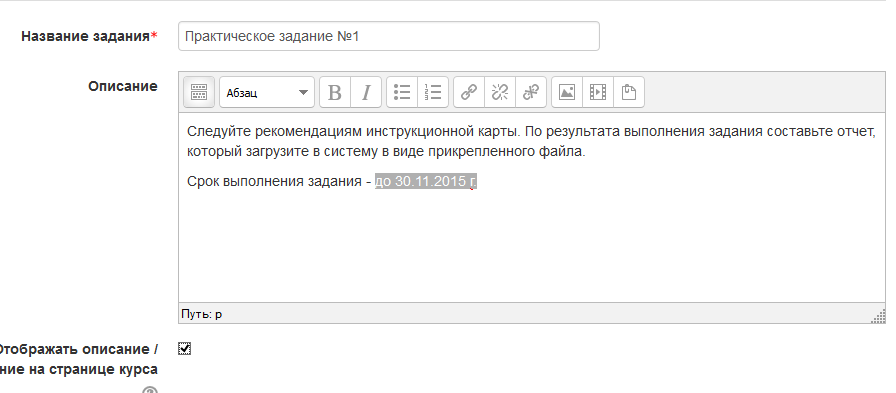 Название задания*
Практическое задание №1
Описание
Абзац
B I
Следуйте рекомендациям инструкционной карты. По результата выполнения задания составьте отчет,
который загрузите в систему в виде прикрепленного файла.
Срок выполнения задания - до 30.11.2015 г.
Путь: p
Отображать описание /
ние на странице курса